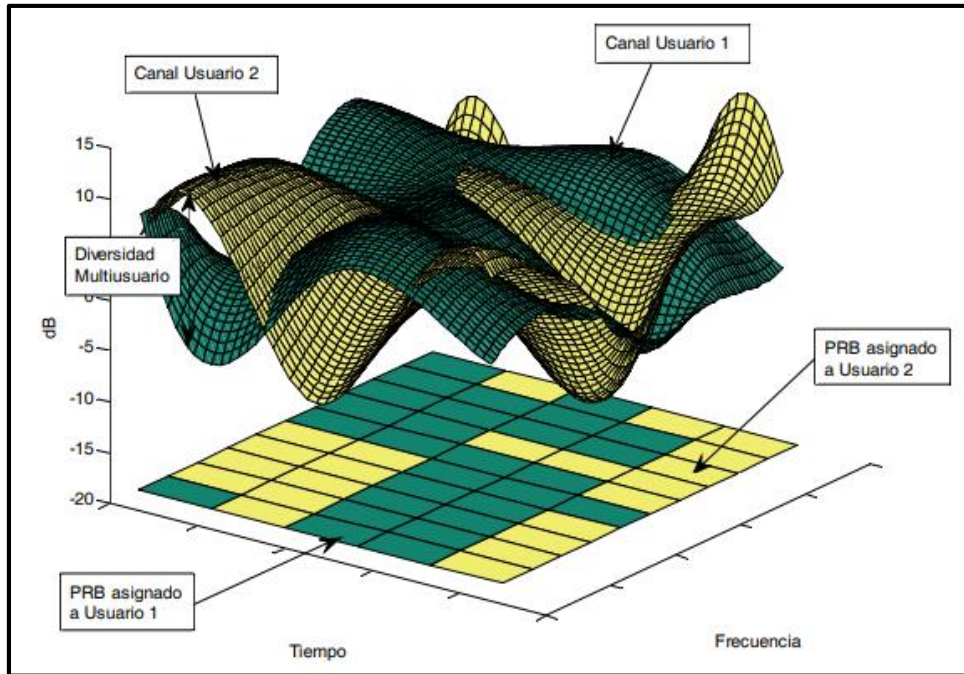 Canal Usuario 1
Canal Usuario 2
15
10
Diversidad
Multiusuario
0
dB
-5
-10
-15
-20
PRB asignado
a Usuario 2
PRB asignado
a Usuario 1
Tiempo
Frecuencia